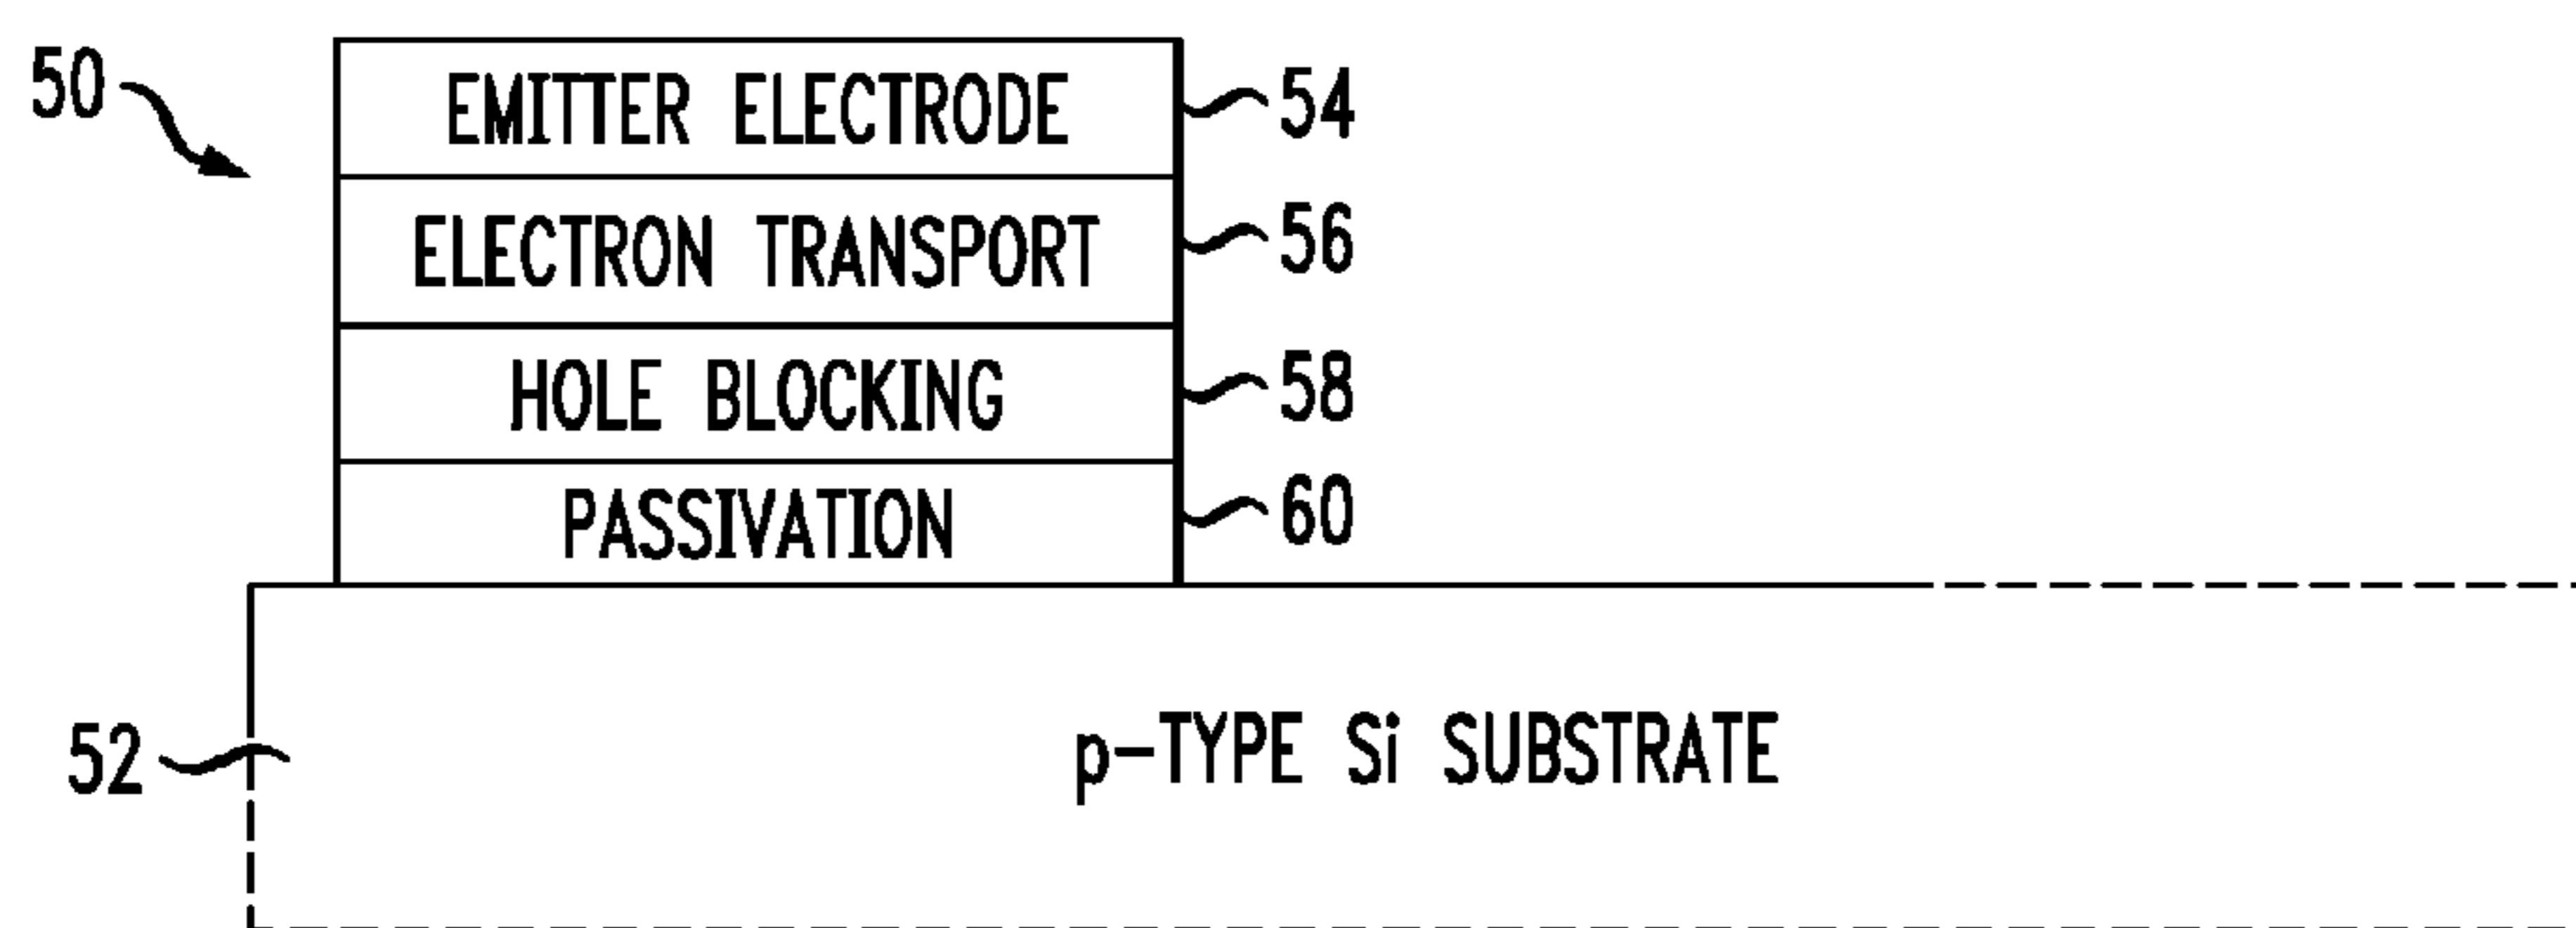 50
EMITTER ELECTRODE 54
ELECTRON TRANSPORT 56
HOLE BLOCKING 58
PASSIVATION 60
52 p-TYPE Si SUBSTRATE